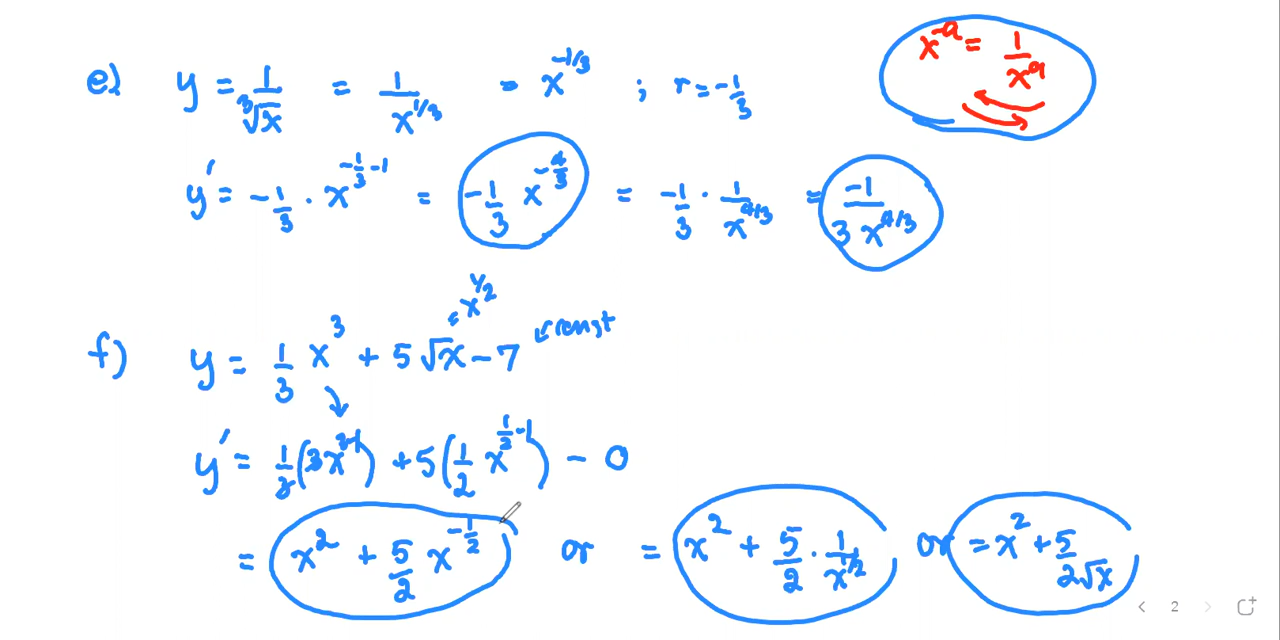 x^-a = 1/x^a
e) y = 1/∛x = 1/x^1/3 = x^-1/3 ; r = -1/3
y' = -1/3 · x^-1/3-1 = -1/3 x^-4/3 = -1/3 · 1/x^4/3 = -1/3x^4/3
= x^1/2
f) y = 1/3 x^3 + 5√x - 7 ← const
y' = 1/3(3x^3-1) + 5(1/2 x^1/2-1) - 0
= x^2 + 5/2 x^-1/2 or = x^2 + 5/2 · 1/x^1/2 or = x^2 + 5/2√x
< 2 >